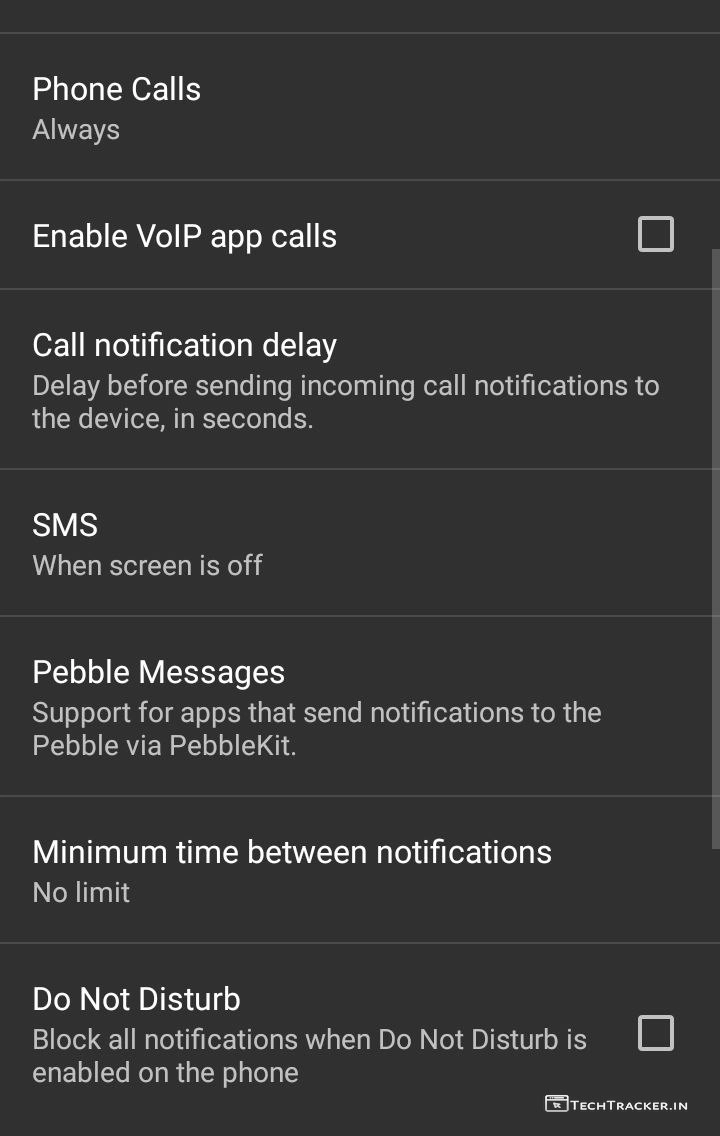 Phone Calls
Always
Enable VoIP app calls
Call notification delay
Delay before sending incoming call notifications to
the device, in seconds.
SMS
When screen is off
Pebble Messages
Support for apps that send notifications to the
Pebble via PebbleKit.
Minimum time between notifications
No limit
Do Not Disturb
Block all notifications when Do Not Disturb is
enabled on the phone
TECHTRACKER.IN